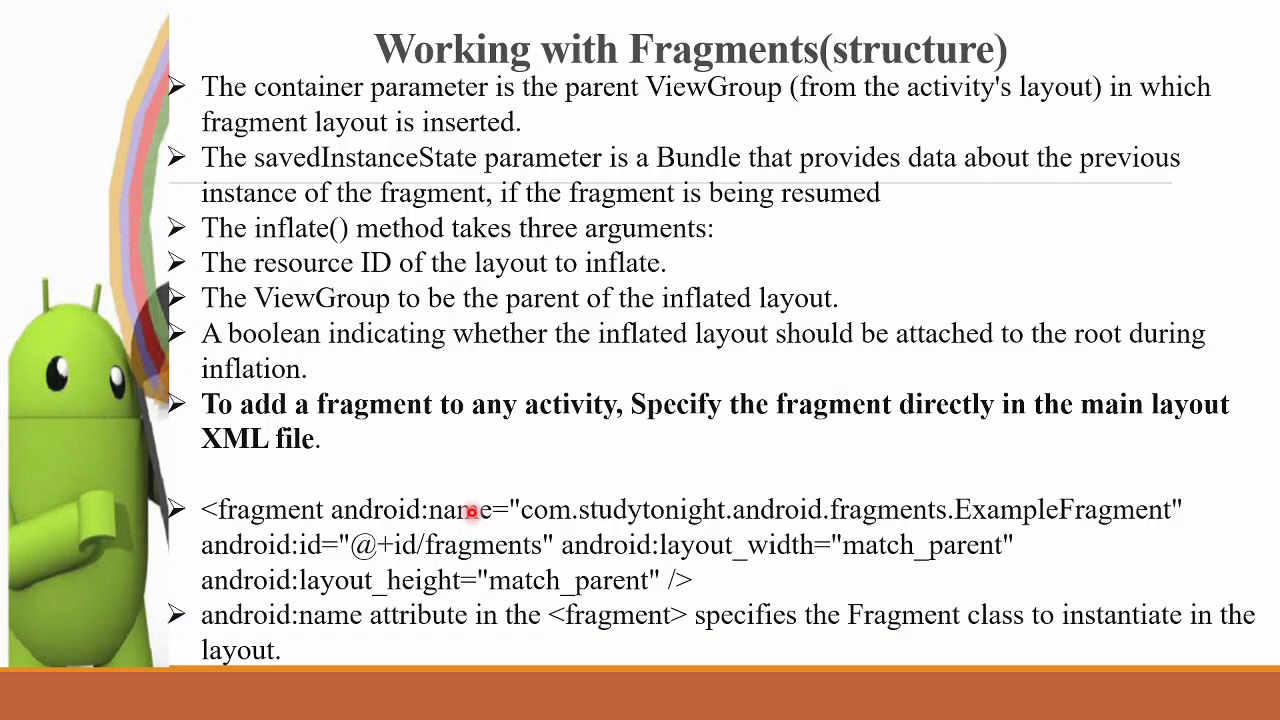 Working with Fragments(structure)
➢ The container parameter is the parent ViewGroup (from the activity's layout) in which
fragment layout is inserted.
➢ The savedInstanceState parameter is a Bundle that provides data about the previous
instance of the fragment, if the fragment is being resumed
➢ The inflate() method takes three arguments:
➢ The resource ID of the layout to inflate.
➢ The ViewGroup to be the parent of the inflated layout.
➢ A boolean indicating whether the inflated layout should be attached to the root during
inflation.
➢ To add a fragment to any activity, Specify the fragment directly in the main layout
XML file.
➢ <fragment android:name="com.studytonight.android.fragments.ExampleFragment"
android:id="@+id/fragments" android:layout_width="match_parent"
android:layout_height="match_parent" />
➢ android:name attribute in the <fragment> specifies the Fragment class to instantiate in the
layout.